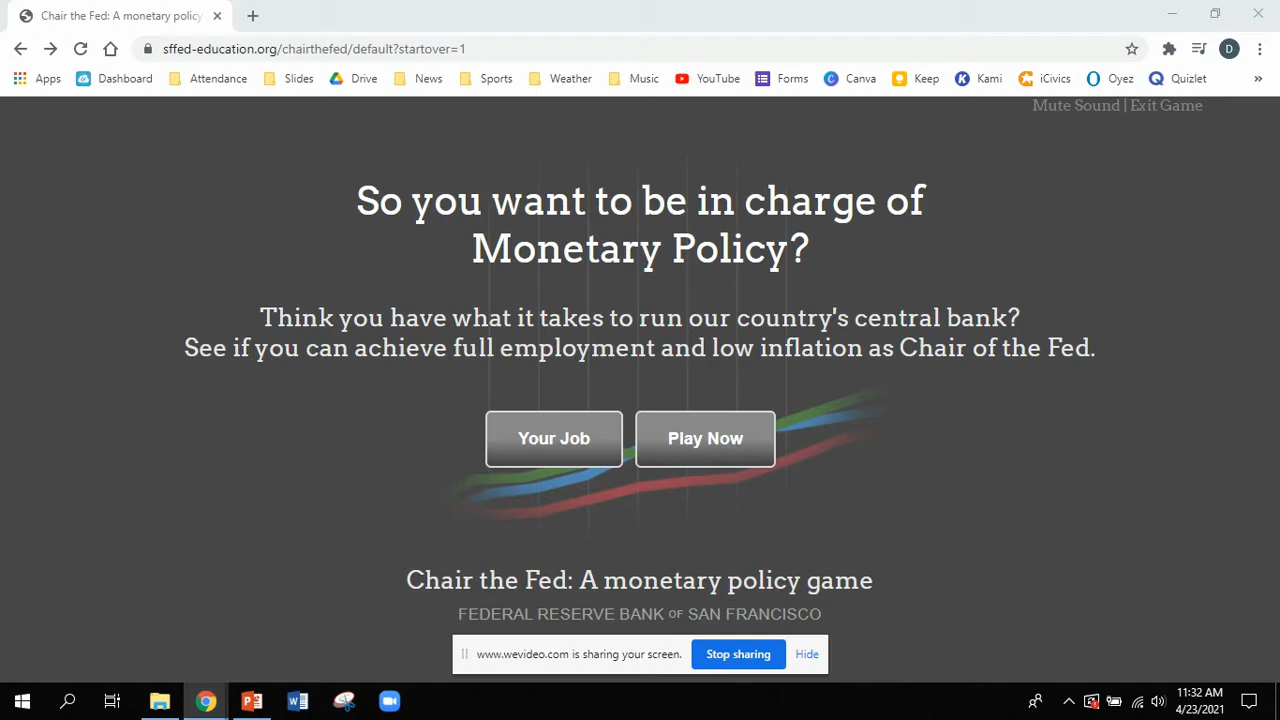 Chair the Fed: A monetary policy
sffed-education.org/chairthefed/default?startover=1
D
Apps Dashboard Attendance Slides Drive News Sports Weather Music YouTube Forms Canva Keep Kami iCivics Oyez Quizlet »
Mute Sound | Exit Game
So you want to be in charge of
Monetary Policy?
Think you have what it takes to run our country's central bank?
See if you can achieve full employment and low inflation as Chair of the Fed.
Your Job Play Now
Chair the Fed: A monetary policy game
FEDERAL RESERVE BANK OF SAN FRANCISCO
www.wevideo.com is sharing your screen. Stop sharing Hide
11:32 AM
4/23/2021